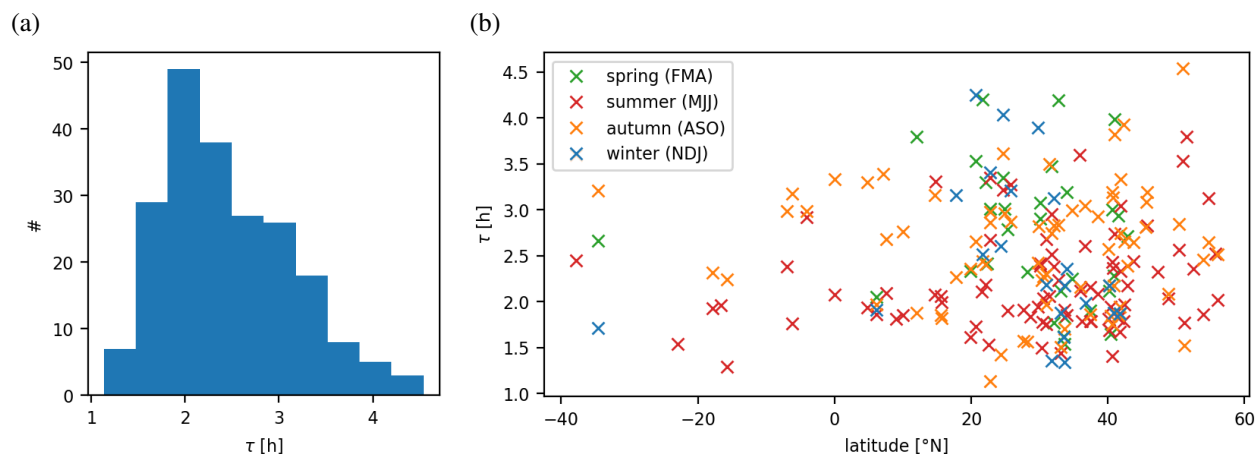 (a)
50
40
30
20
10
0
#
1 2 3 4
τ [h]
(b)
spring (FMA)
summer (MJJ)
autumn (ASO)
winter (NDJ)
4.5
4.0
3.5
3.0
2.5
2.0
1.5
1.0
τ [h]
−40 −20 0 20 40 60
latitude [°N]